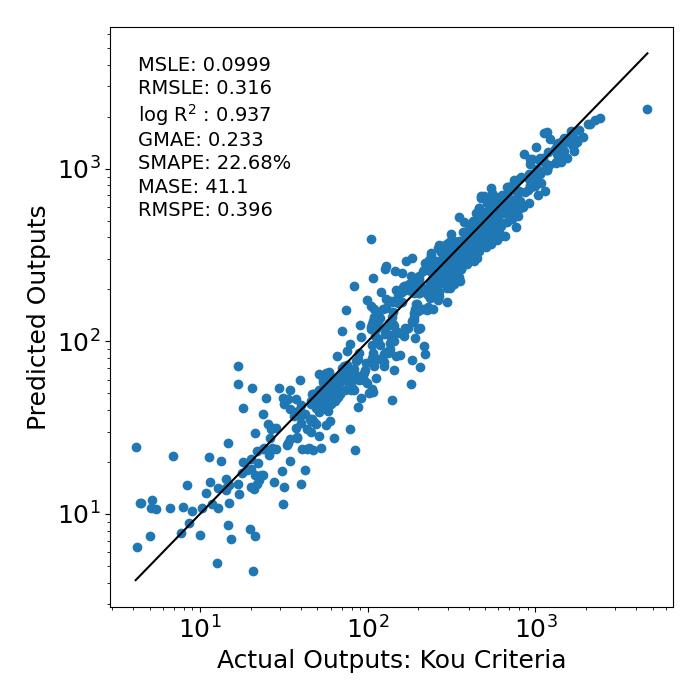 MSLE: 0.0999
RMSLE: 0.316
log R² : 0.937
GMAE: 0.233
SMAPE: 22.68%
MASE: 41.1
RMSPE: 0.396
10³
10²
10¹
Predicted Outputs
10¹ 10² 10³
Actual Outputs: Kou Criteria